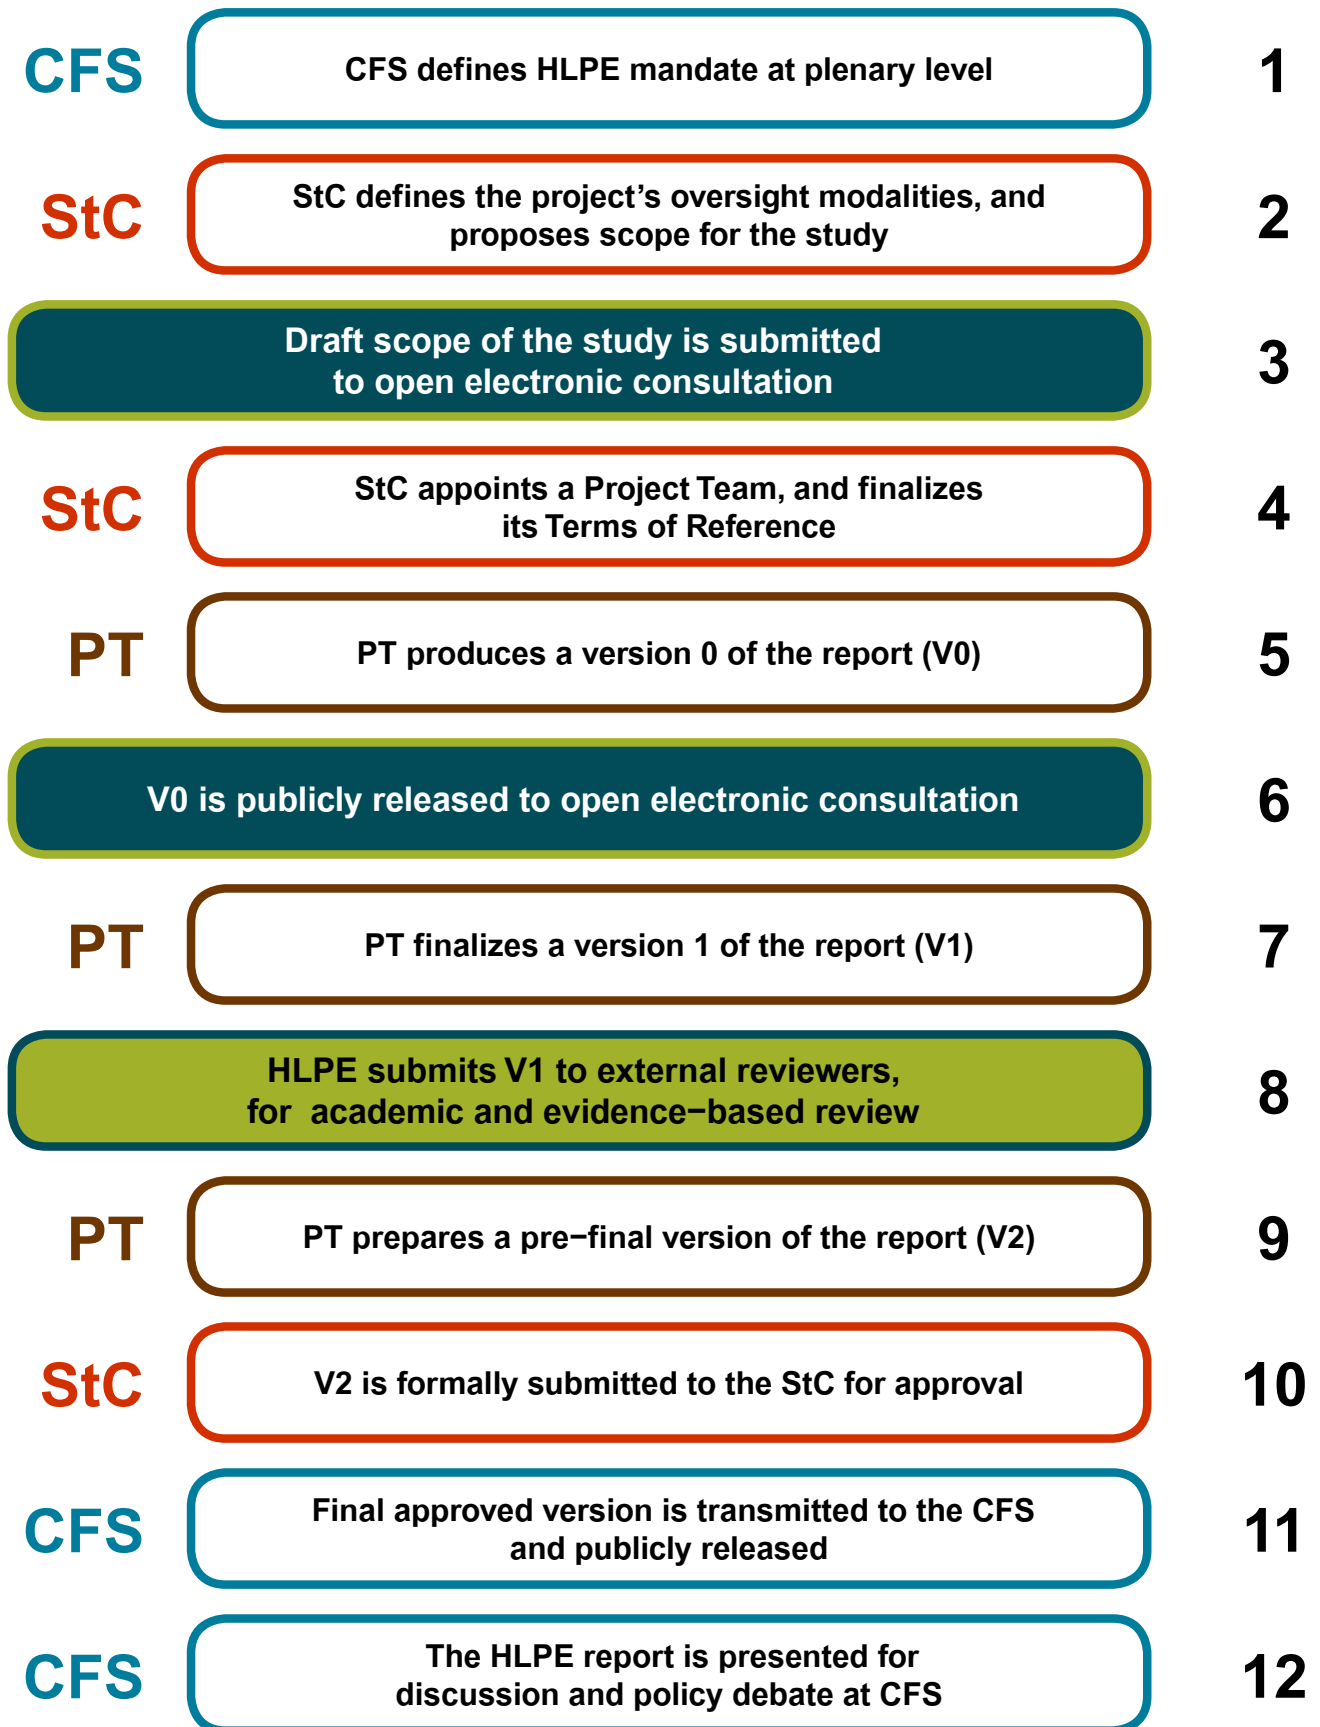 CFS
CFS defines HLPE mandate at plenary level
1
StC
StC defines the project's oversight modalities, and
proposes scope for the study
2
Draft scope of the study is submitted
to open electronic consultation
3
StC
StC appoints a Project Team, and finalizes
its Terms of Reference
4
PT
PT produces a version 0 of the report (V0)
5
V0 is publicly released to open electronic consultation
6
PT
PT finalizes a version 1 of the report (V1)
7
HLPE submits V1 to external reviewers,
for academic and evidence−based review
8
PT
PT prepares a pre−final version of the report (V2)
9
StC
V2 is formally submitted to the StC for approval
10
CFS
Final approved version is transmitted to the CFS
and publicly released
11
CFS
The HLPE report is presented for
discussion and policy debate at CFS
12